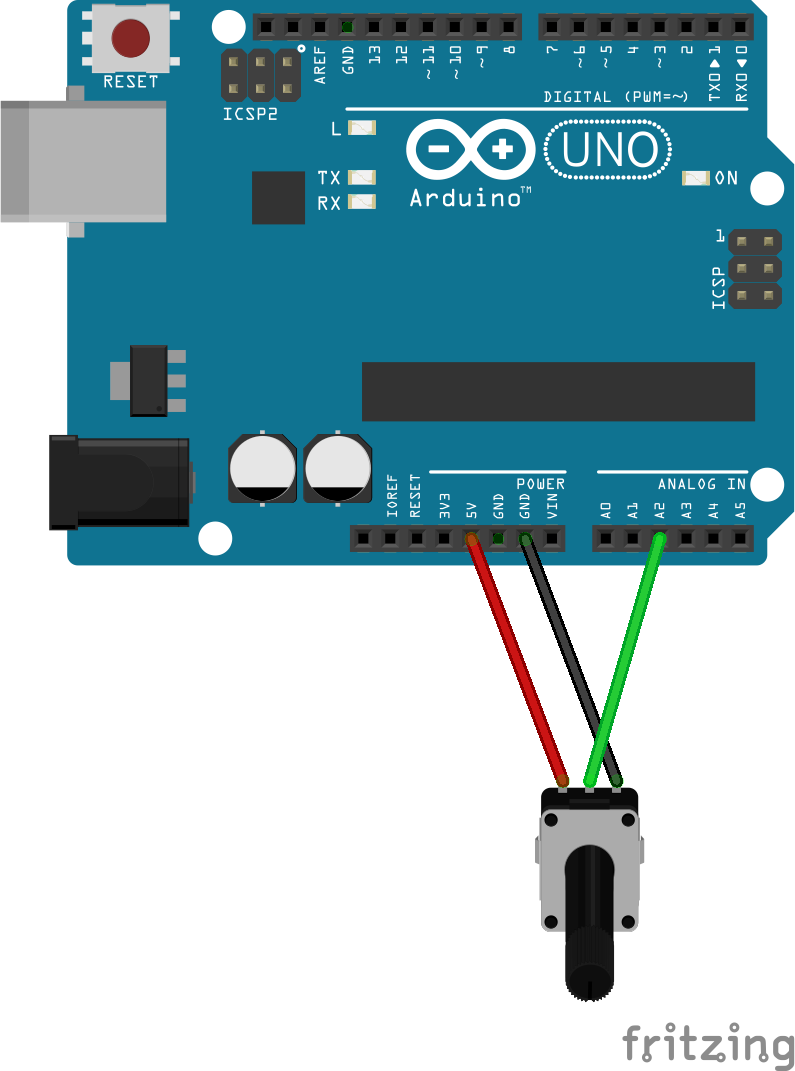 RESET
ICSP2
AREF
GND
13
12
~11
~10
~9
8
7
~6
~5
4
~3
2
TX0▶1
RX0◀0
DIGITAL (PWM=~)
L
TX
RX
Arduino™
UNO
ON
1
ICSP
POWER
ANALOG IN
IOREF
RESET
3V3
5V
GND
GND
VIN
A0
A1
A2
A3
A4
A5
fritzing